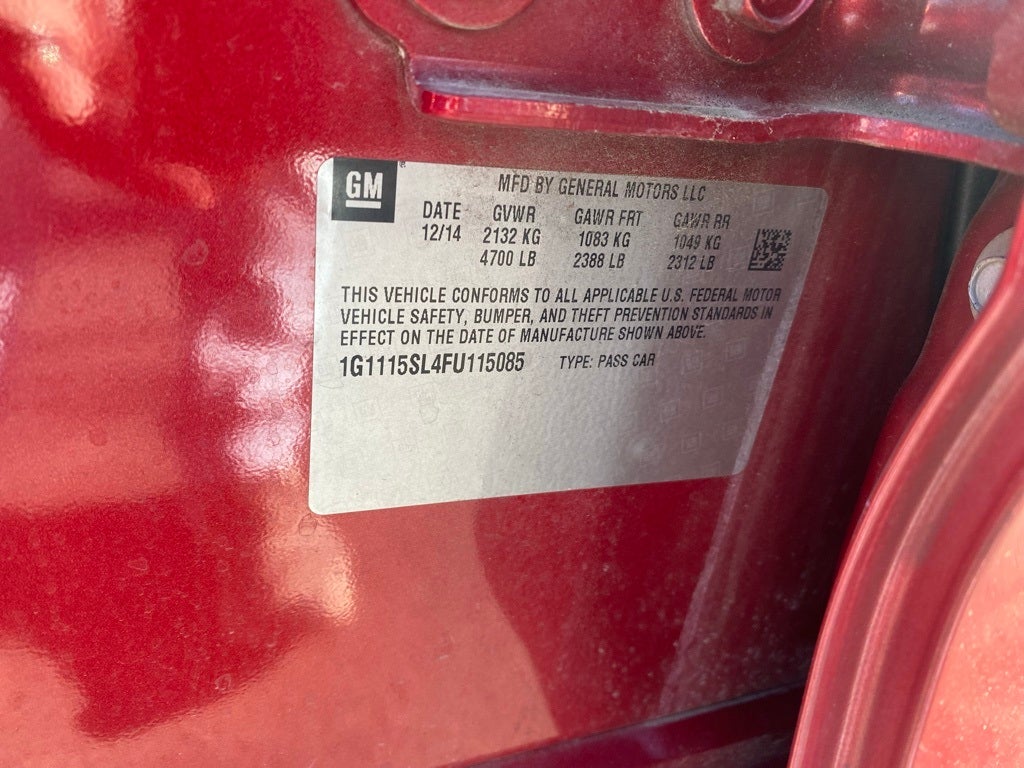 GM
MFD BY GENERAL MOTORS LLC
DATE GVWR GAWR FRT GAWR RR
12/14 2132 KG 1083 KG 1049 KG
4700 LB 2388 LB 2312 LB
THIS VEHICLE CONFORMS TO ALL APPLICABLE U.S. FEDERAL MOTOR
VEHICLE SAFETY, BUMPER, AND THEFT PREVENTION STANDARDS IN
EFFECT ON THE DATE OF MANUFACTURE SHOWN ABOVE.
1G1115SL4FU115085 TYPE: PASS CAR